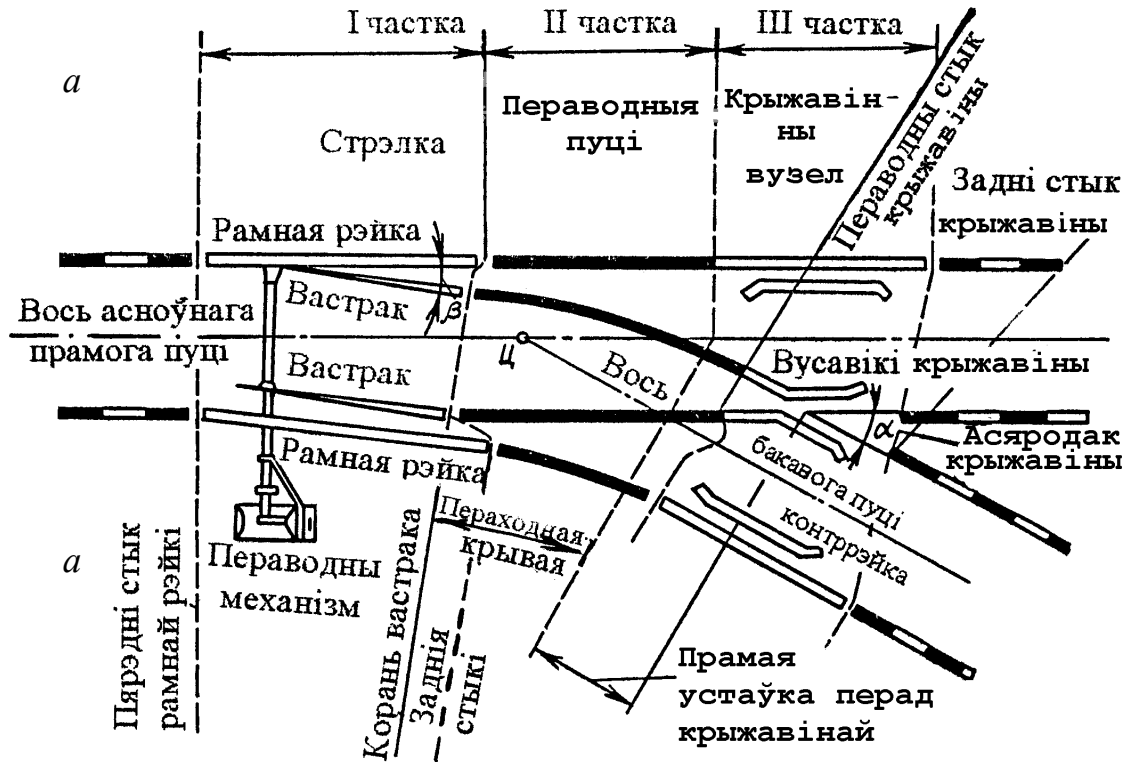 I частка
II частка
III частка
а
Стрэлка
Пераводныя
пуці
Крыжавін-
ны
вузел
Пераводны стык
крыжавіны
Задні стык
крыжавіны
Рамная рэйка
Вастрак
β
Вось асноўнага
прамога пуці
Ц
Вастрак
Вось
бакавога пуці
Вусавікі крыжавіны
α
Асяродак
крыжавіны
Рамная рэйка
контррэйка
Пераходная
крывая
а
Пераводны
механізм
Пярэдні стык
рамнай рэйкі
Корань вастрака
Заднія
стыкі
Прамая
устаўка перад
крыжавінай